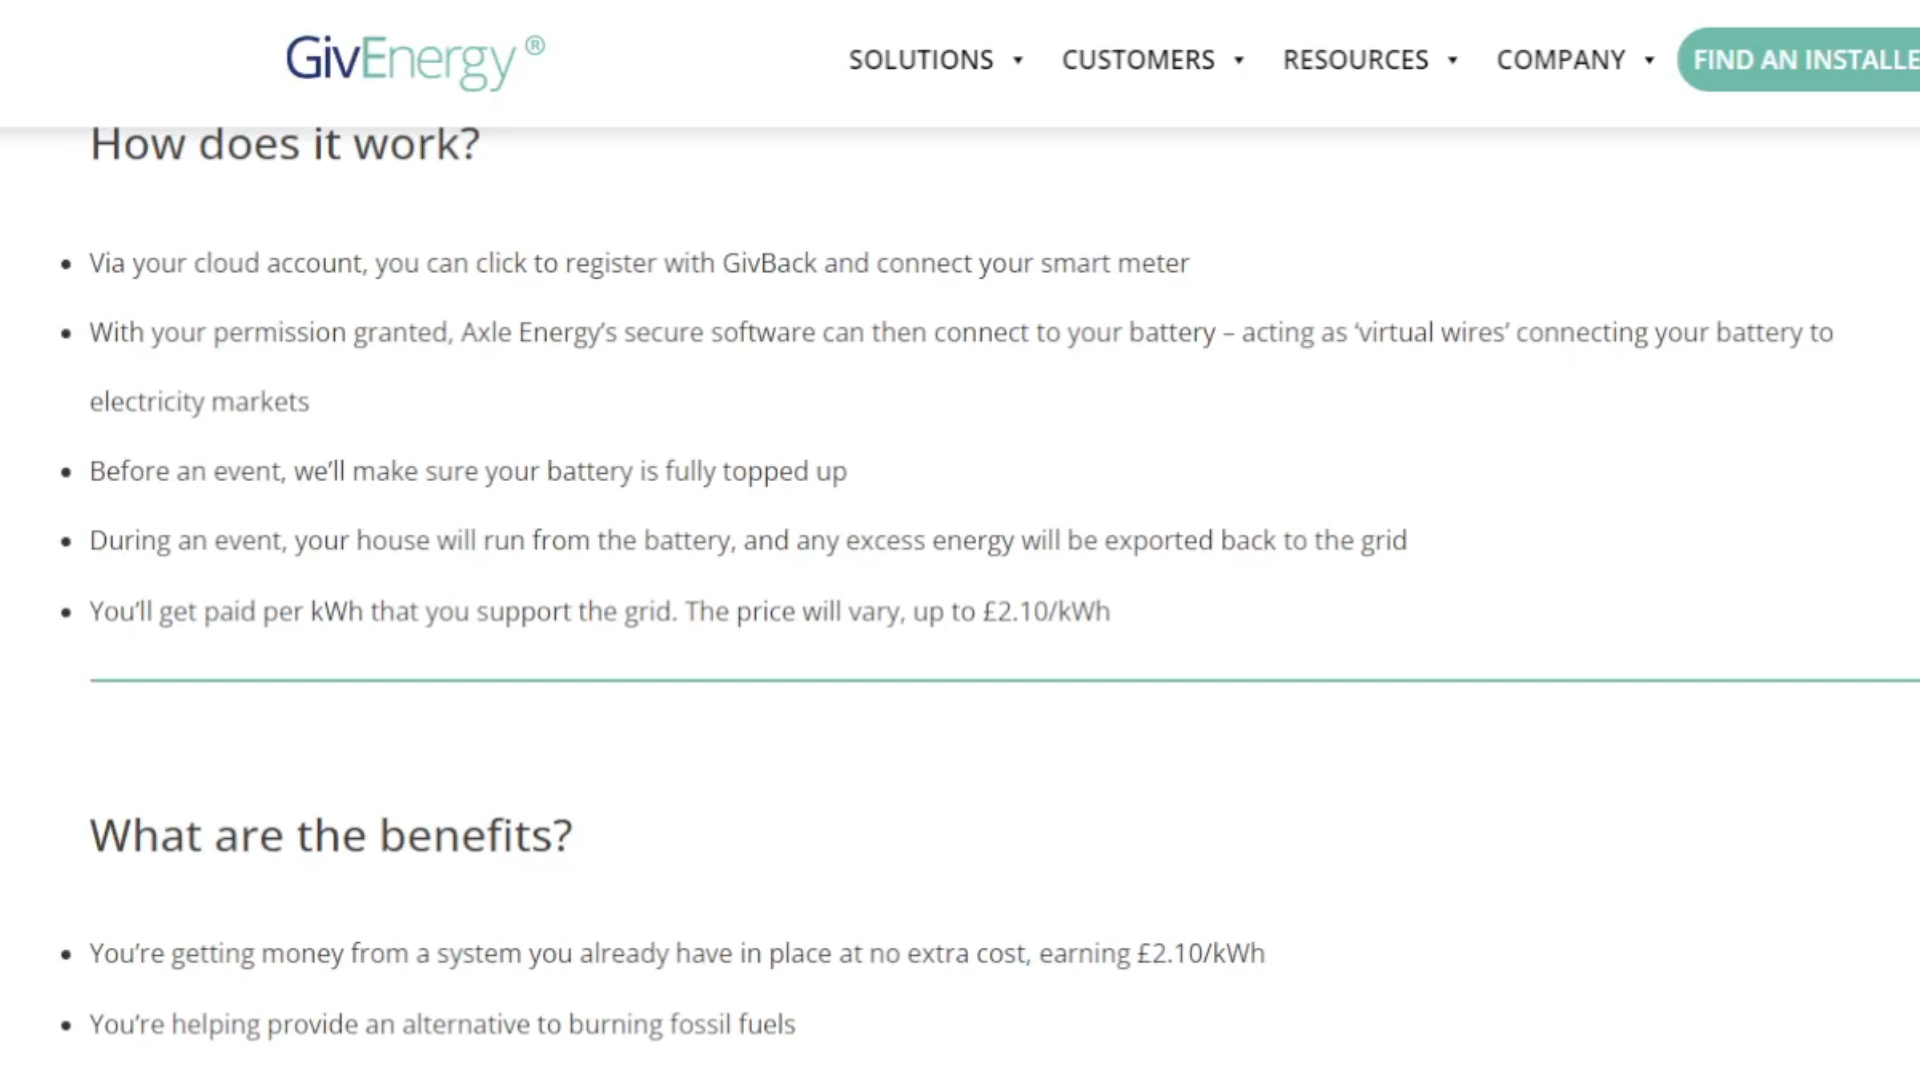 GivEnergy ®
SOLUTIONS CUSTOMERS RESOURCES COMPANY FIND AN INSTALLE
How does it work?
• Via your cloud account, you can click to register with GivBack and connect your smart meter
• With your permission granted, Axle Energy’s secure software can then connect to your battery – acting as ‘virtual wires’ connecting your battery to
electricity markets
• Before an event, we’ll make sure your battery is fully topped up
• During an event, your house will run from the battery, and any excess energy will be exported back to the grid
• You’ll get paid per kWh that you support the grid. The price will vary, up to £2.10/kWh
What are the benefits?
• You’re getting money from a system you already have in place at no extra cost, earning £2.10/kWh
• You’re helping provide an alternative to burning fossil fuels